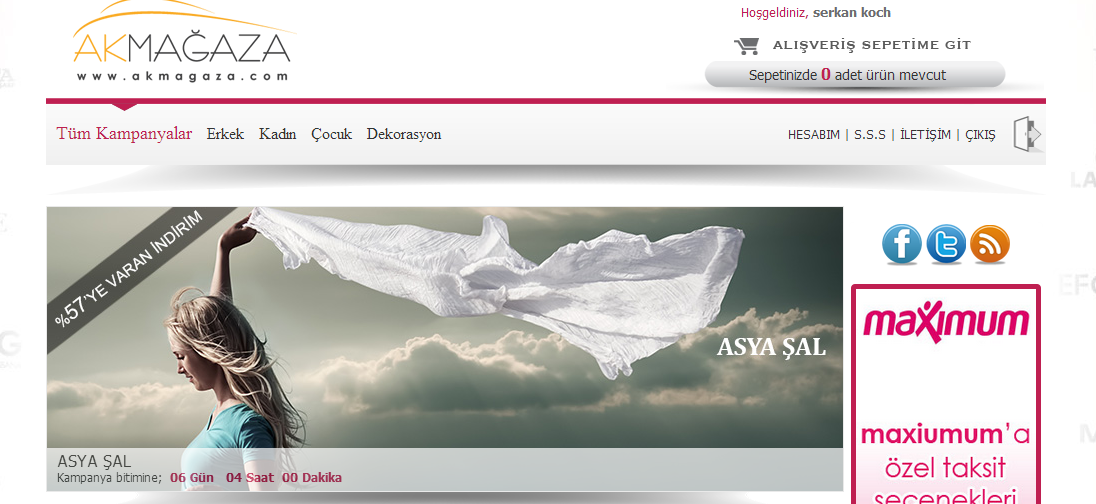 Hoşgeldiniz, serkan koch
AKMAĞAZA
www.akmagaza.com
ALIŞVERİŞ SEPETİME GİT
Sepetinizde 0 adet ürün mevcut
Tüm Kampanyalar Erkek Kadın Çocuk Dekorasyon
HESABIM | S.S.S | İLETİŞİM | ÇIKIŞ
%57'YE VARAN İNDİRİM
ASYA ŞAL
ASYA ŞAL
Kampanya bitimine; 06 Gün 04 Saat 00 Dakika
maximum
maxiumum'a
özel taksit
seçenekleri